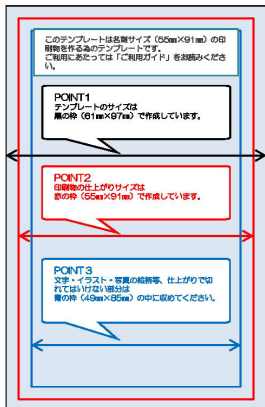 このテンプレートは名刺サイズ（55㎜×91㎜）の印
刷物を作る為のテンプレートです。
ご利用にあたっては「ご利用ガイド」をお読みくださ
い。
POINT1
テンプレートのサイズは
黒の枠（61㎜×97㎜）で作成しています。
POINT2
印刷物の仕上がりサイズは
赤の枠（55㎜×91㎜）で作成しています。
POINT3
文字・イラスト・写真の絵柄等、仕上がりで切
れてはいけない部分は
青の枠（49㎜×85㎜）の中に収めてください。